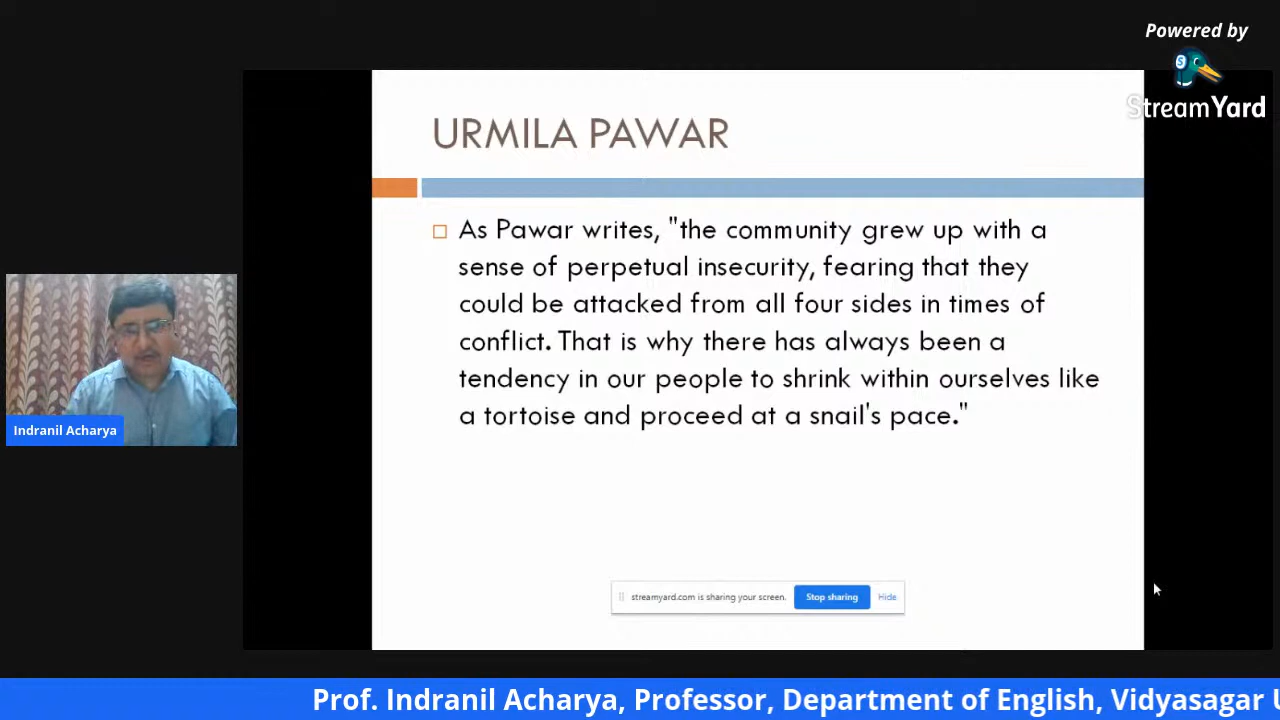 Powered by
StreamYard
URMILA PAWAR
As Pawar writes, "the community grew up with a
sense of perpetual insecurity, fearing that they
could be attacked from all four sides in times of
conflict. That is why there has always been a
tendency in our people to shrink within ourselves like
a tortoise and proceed at a snail's pace."
Indranil Acharya
streamyard.com is sharing your screen. Stop sharing Hide
Prof. Indranil Acharya, Professor, Department of English, Vidyasagar U